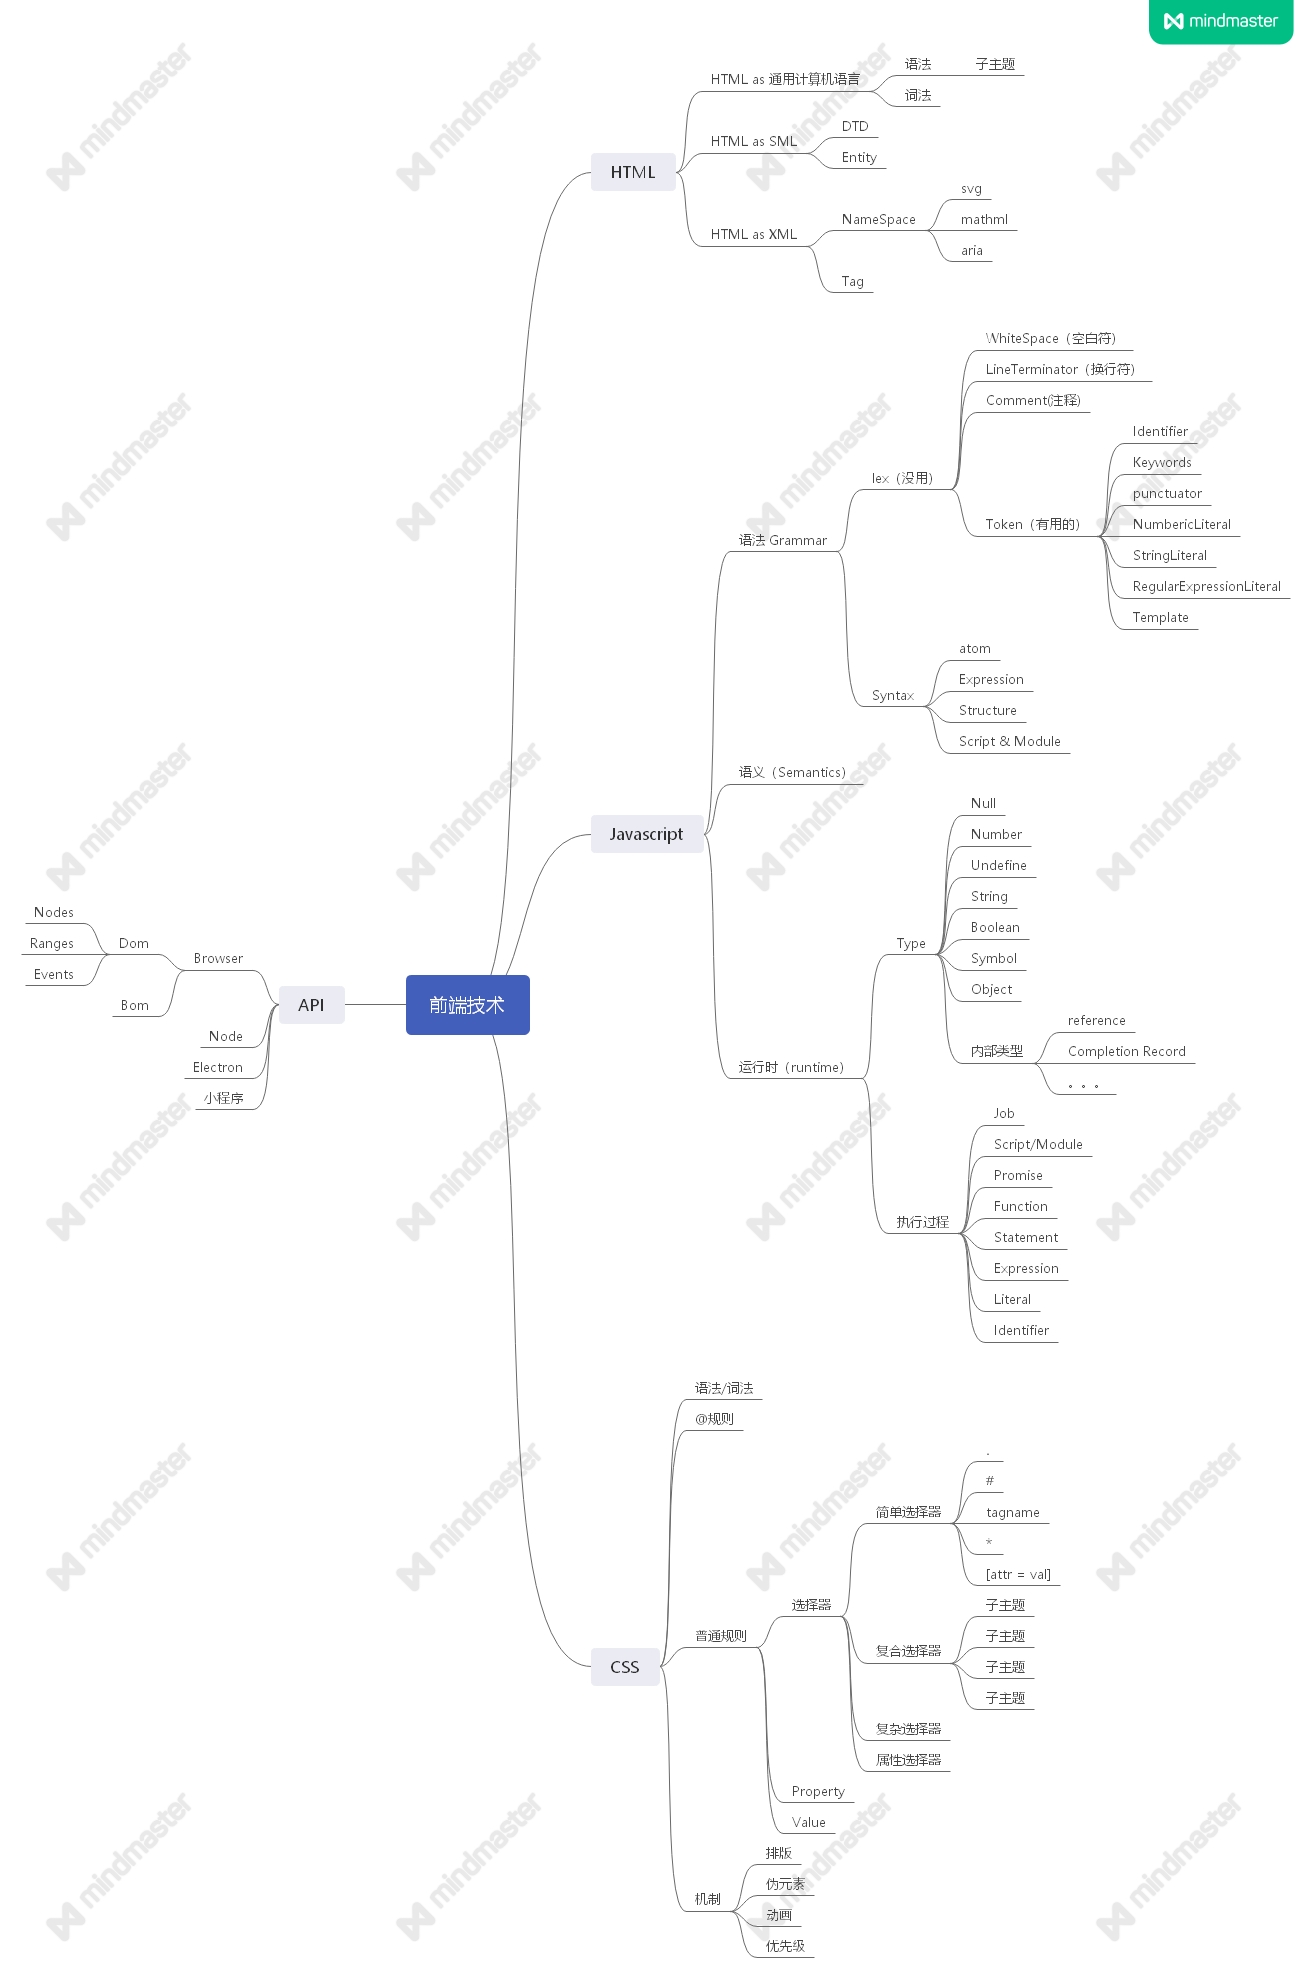 mindmaster
前端技术
HTML
HTML as 通用计算机语言
语法
子主题
词法
HTML as SML
DTD
Entity
HTML as XML
NameSpace
svg
mathml
aria
Tag
Javascript
语法 Grammar
lex（没用）
WhiteSpace（空白符）
LineTerminator（换行符）
Comment(注释)
Token（有用的）
Identifier
Keywords
punctuator
NumbericLiteral
StringLiteral
RegularExpressionLiteral
Template
Syntax
atom
Expression
Structure
Script & Module
语义（Semantics）
运行时（runtime）
Type
Null
Number
Undefine
String
Boolean
Symbol
Object
内部类型
reference
Completion Record
。。。
执行过程
Job
Script/Module
Promise
Function
Statement
Expression
Literal
Identifier
CSS
语法/词法
@规则
普通规则
选择器
简单选择器
.
#
tagname
*
[attr = val]
复合选择器
子主题
子主题
子主题
子主题
复杂选择器
属性选择器
Property
Value
机制
排版
伪元素
动画
优先级
API
Browser
Dom
Nodes
Ranges
Events
Bom
Node
Electron
小程序